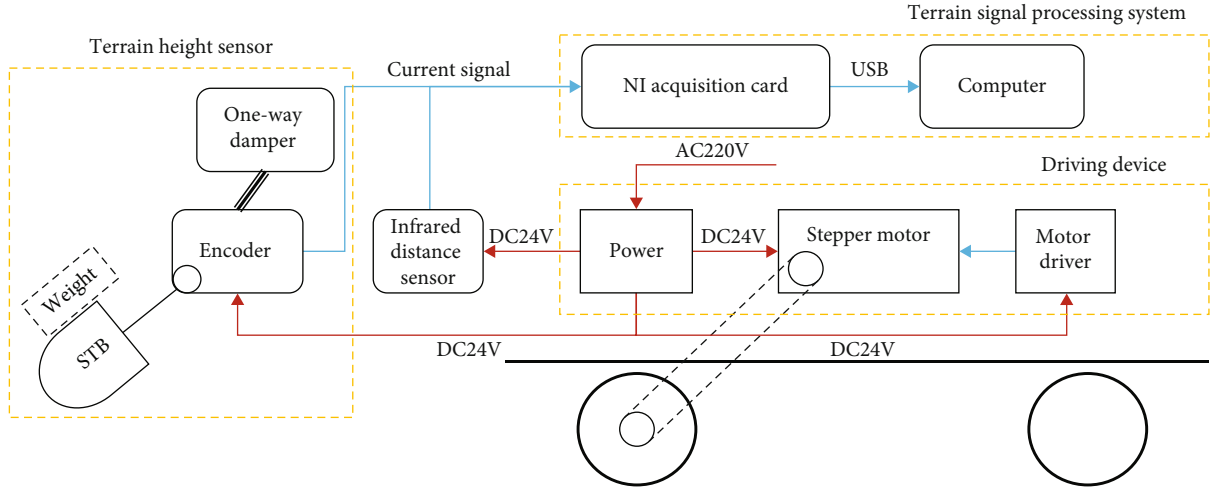 Terrain signal processing system
Terrain height sensor
Current signal
NI acquisition card
USB
Computer
One-way
damper
AC220V
Driving device
Encoder
Infrared
distance
sensor
DC24V
Power
DC24V
Stepper motor
Motor
driver
Weight
STB
DC24V
DC24V